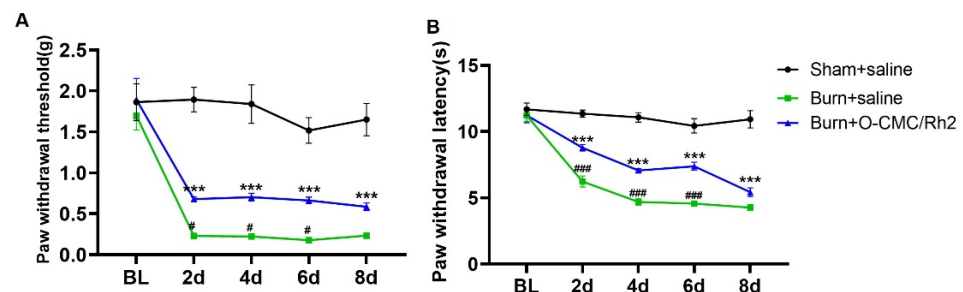 A
Paw withdrawal threshold(g)
2.5
2.0
1.5
1.0
0.5
0.0
*** *** *** ***
# # #
BL 2d 4d 6d 8d
B
Paw withdrawal latency(s)
15
10
5
0
*** *** *** ***
### ### ###
BL 2d 4d 6d 8d
Sham+saline
Burn+saline
Burn+O-CMC/Rh2